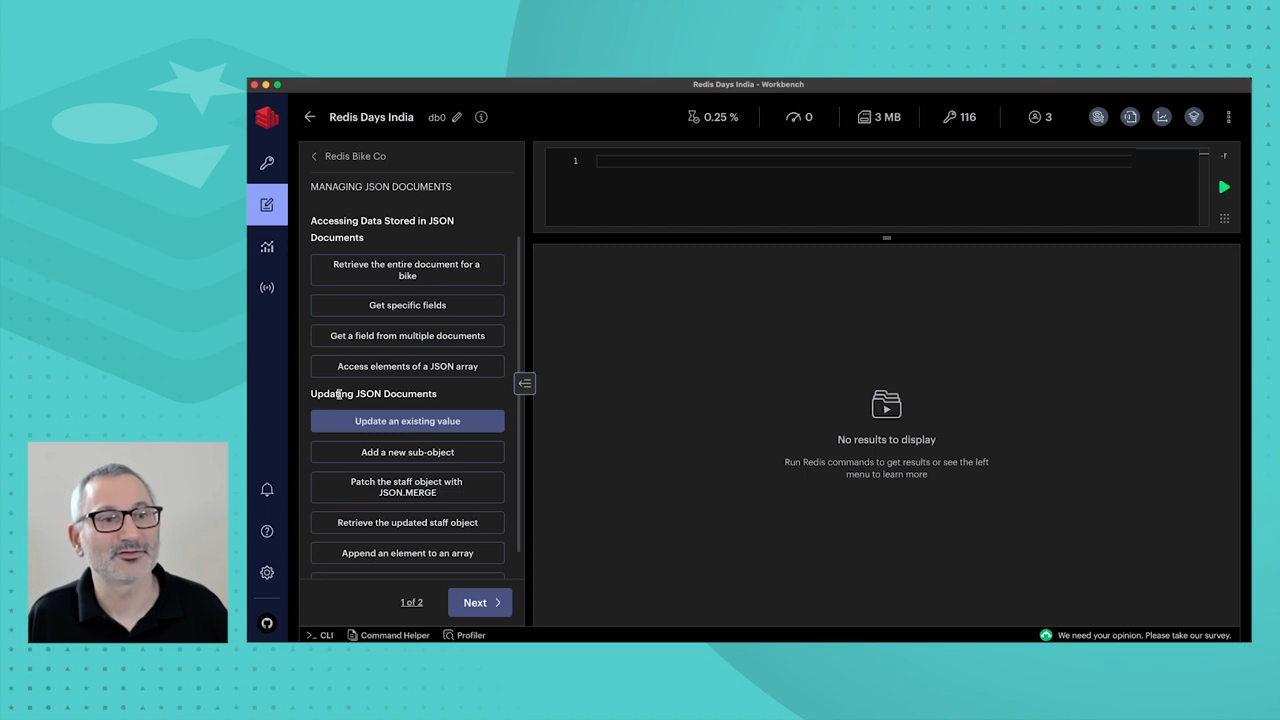 Redis Days India - Workbench
Redis Days India db0
0.25 %
0
3 MB
116
3
Redis Bike Co
MANAGING JSON DOCUMENTS
Accessing Data Stored in JSON
Documents
Retrieve the entire document for a
bike
Get specific fields
Get a field from multiple documents
Access elements of a JSON array
Updating JSON Documents
Update an existing value
Add a new sub-object
Patch the staff object with
JSON.MERGE
Retrieve the updated staff object
Append an element to an array
1 of 2
Next
1
-r
No results to display
Run Redis commands to get results or see the left
menu to learn more
>_ CLI
Command Helper
Profiler
We need your opinion. Please take our survey.